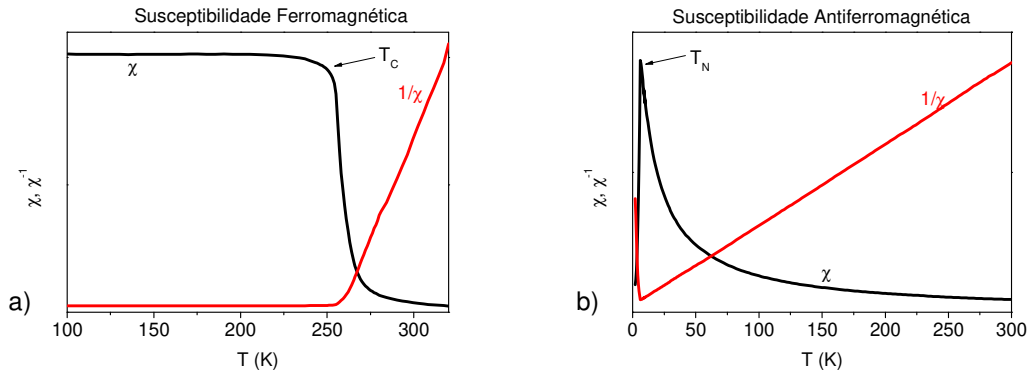 Susceptibilidade Ferromagnética
χ
T_C
1/χ
χ, χ⁻¹
a)
100 150 200 250 300
T (K)
Susceptibilidade Antiferromagnética
T_N
1/χ
χ, χ⁻¹
χ
b)
0 50 100 150 200 250 300
T (K)